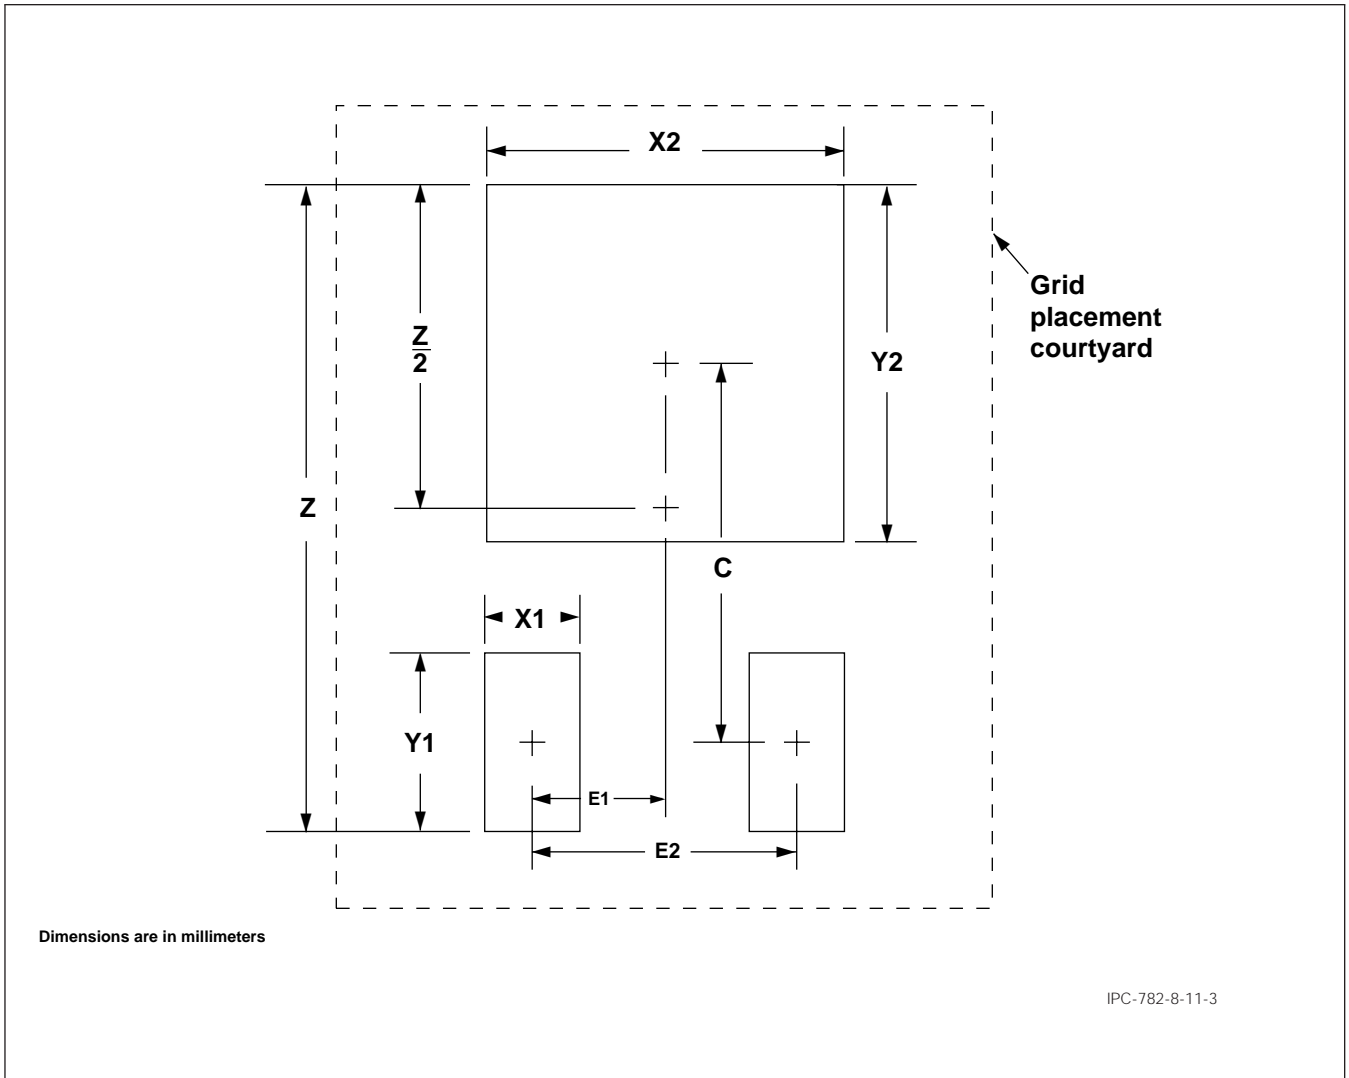 X2
Grid
placement
courtyard
Z
2
Y2
Z
C
X1
Y1
E1
E2
Dimensions are in millimeters
IPC-782-8-11-3